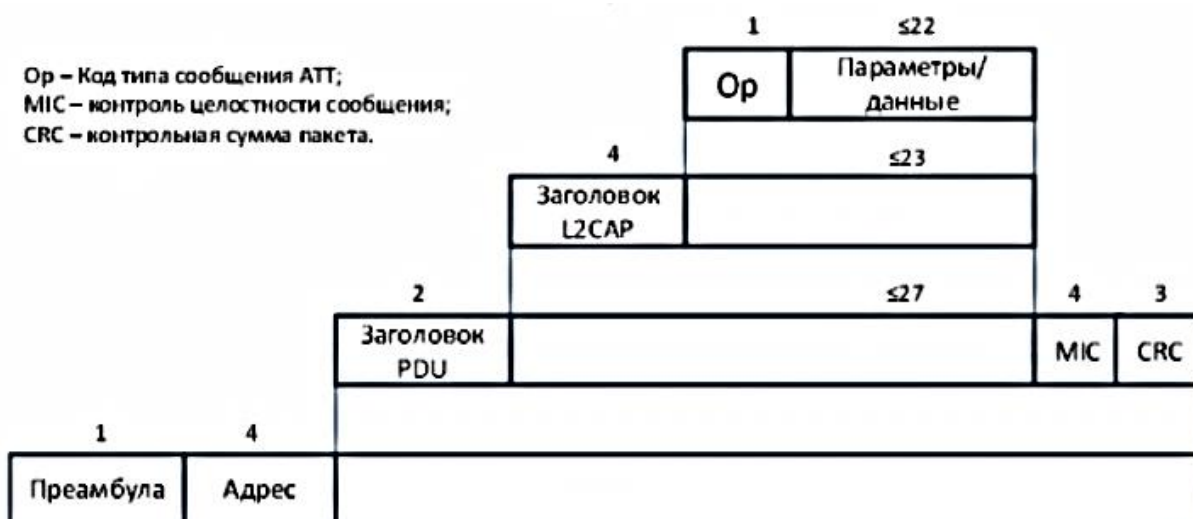 1 ≤22
Op – Код типа сообщения АТТ;
MIC – контроль целостности сообщения;
CRC – контрольная сумма пакета.
Op Параметры/
данные
4 ≤23
Заголовок
L2CAP
2 ≤27 4 3
Заголовок
PDU
MIC CRC
1 4
Преамбула Адрес